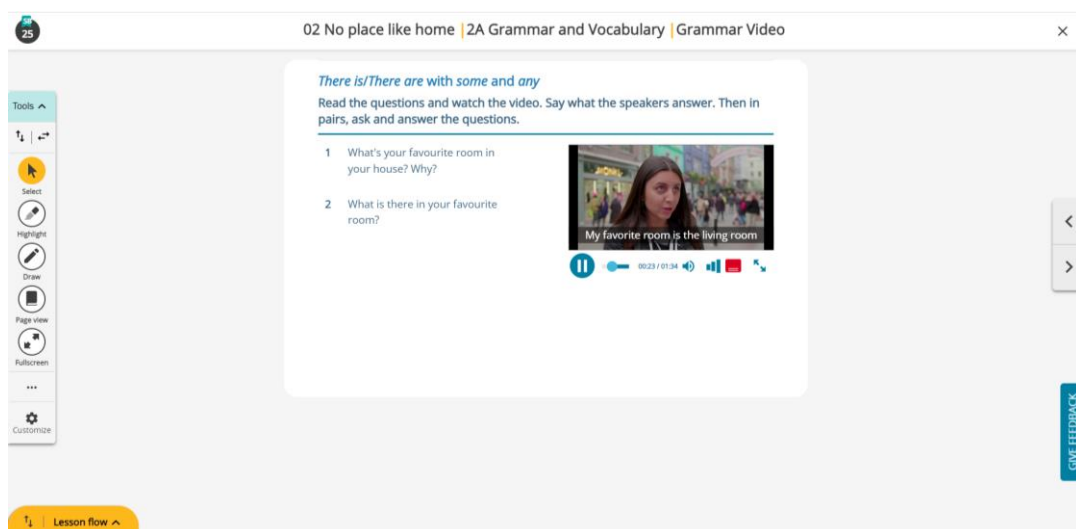 SB
25
02 No place like home | 2A Grammar and Vocabulary | Grammar Video
Tools
Select
Highlight
Draw
Page view
Fullscreen
...
Customize
There is/There are with some and any
Read the questions and watch the video. Say what the speakers answer. Then in
pairs, ask and answer the questions.
1 What's your favourite room in
your house? Why?
2 What is there in your favourite
room?
My favorite room is the living room
00:23 / 01:34
GIVE FEEDBACK
Lesson flow